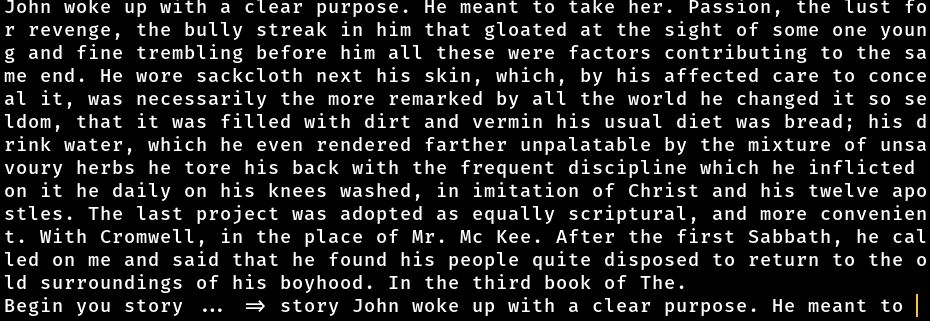 John woke up with a clear purpose. He meant to take her. Passion, the lust fo
r revenge, the bully streak in him that gloated at the sight of some one youn
g and fine trembling before him all these were factors contributing to the sa
me end. He wore sackcloth next his skin, which, by his affected care to conce
al it, was necessarily the more remarked by all the world he changed it so se
ldom, that it was filled with dirt and vermin his usual diet was bread; his d
rink water, which he even rendered farther unpalatable by the mixture of unsa
voury herbs he tore his back with the frequent discipline which he inflicted
on it he daily on his knees washed, in imitation of Christ and his twelve apo
stles. The last project was adopted as equally scriptural, and more convenien
t. With Cromwell, in the place of Mr. Mc Kee. After the first Sabbath, he cal
led on me and said that he found his people quite disposed to return to the o
ld surroundings of his boyhood. In the third book of The.
Begin you story ... => story John woke up with a clear purpose. He meant to